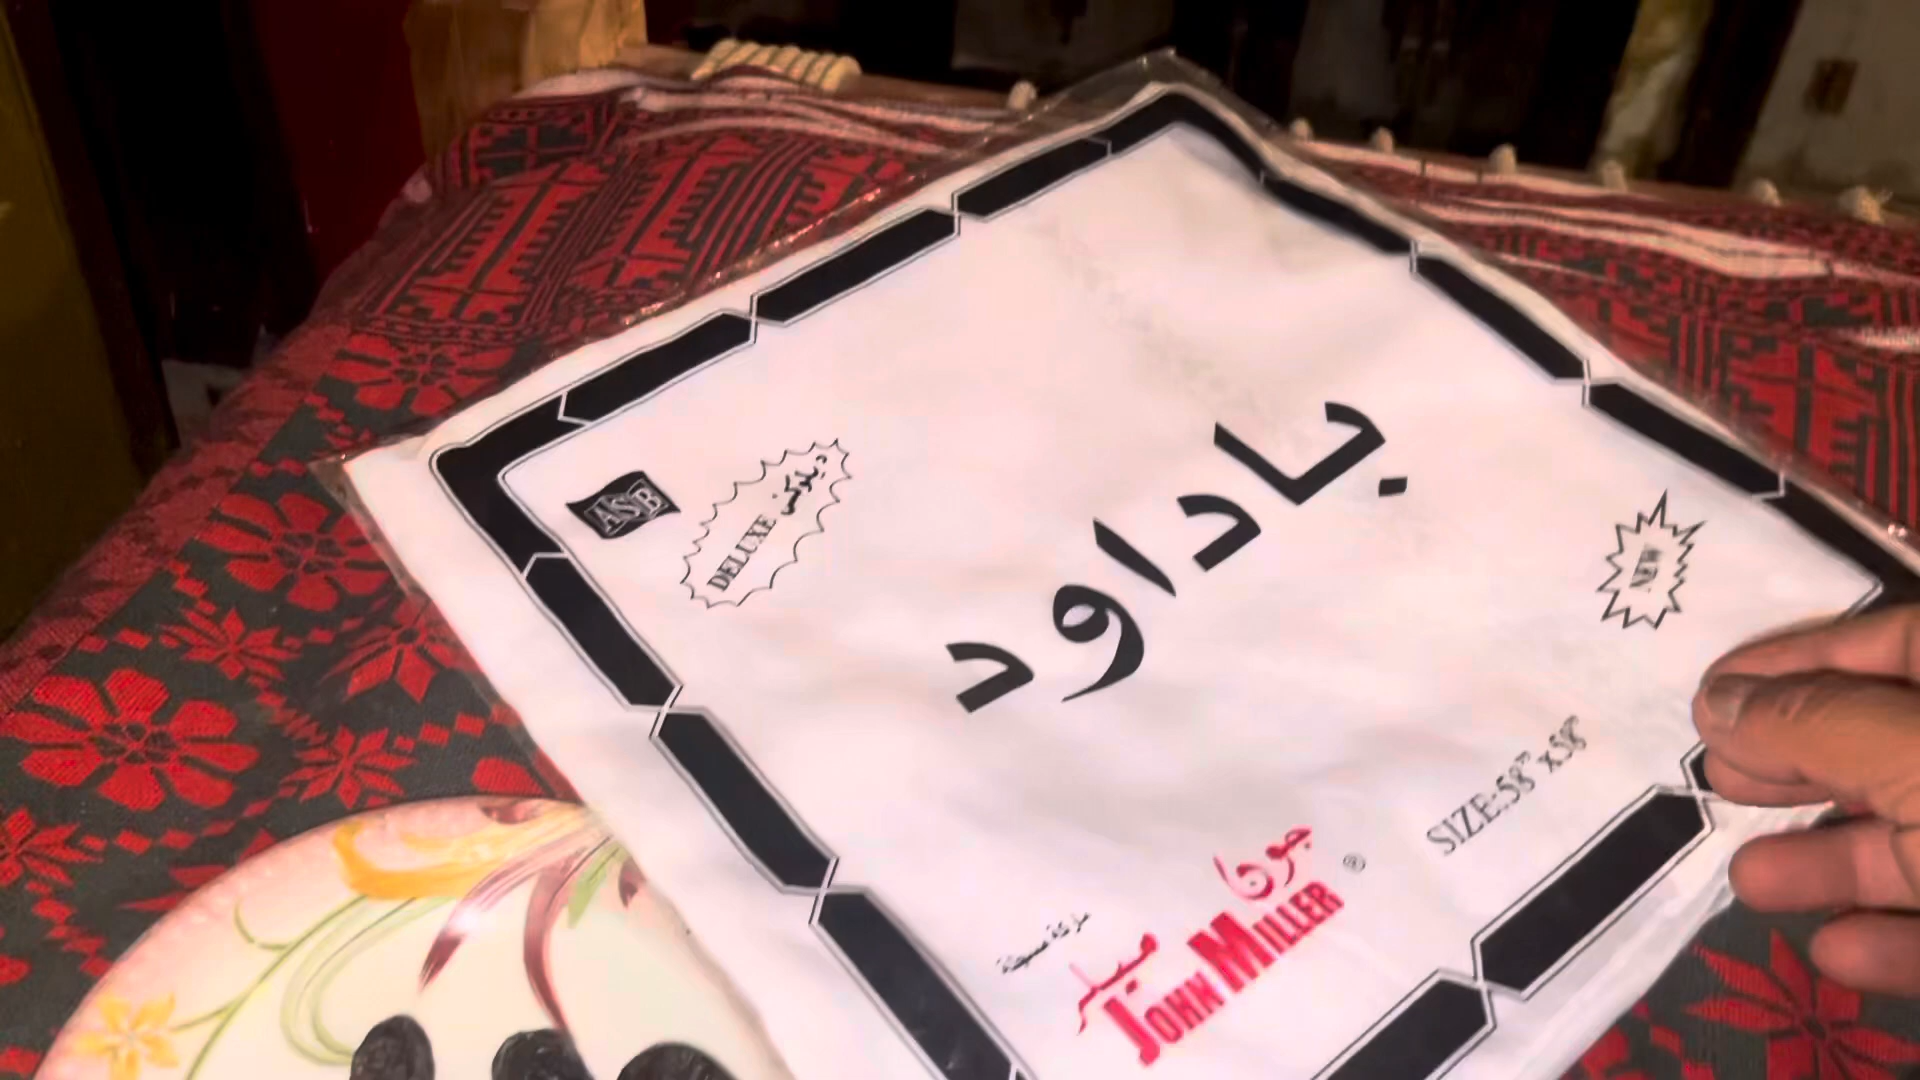 ASB
DELUXE ديلوكس
باداود
NEW
SIZE:58" x58"
جون ميلر
ماركة مسجلة
JOHN MILLER ®